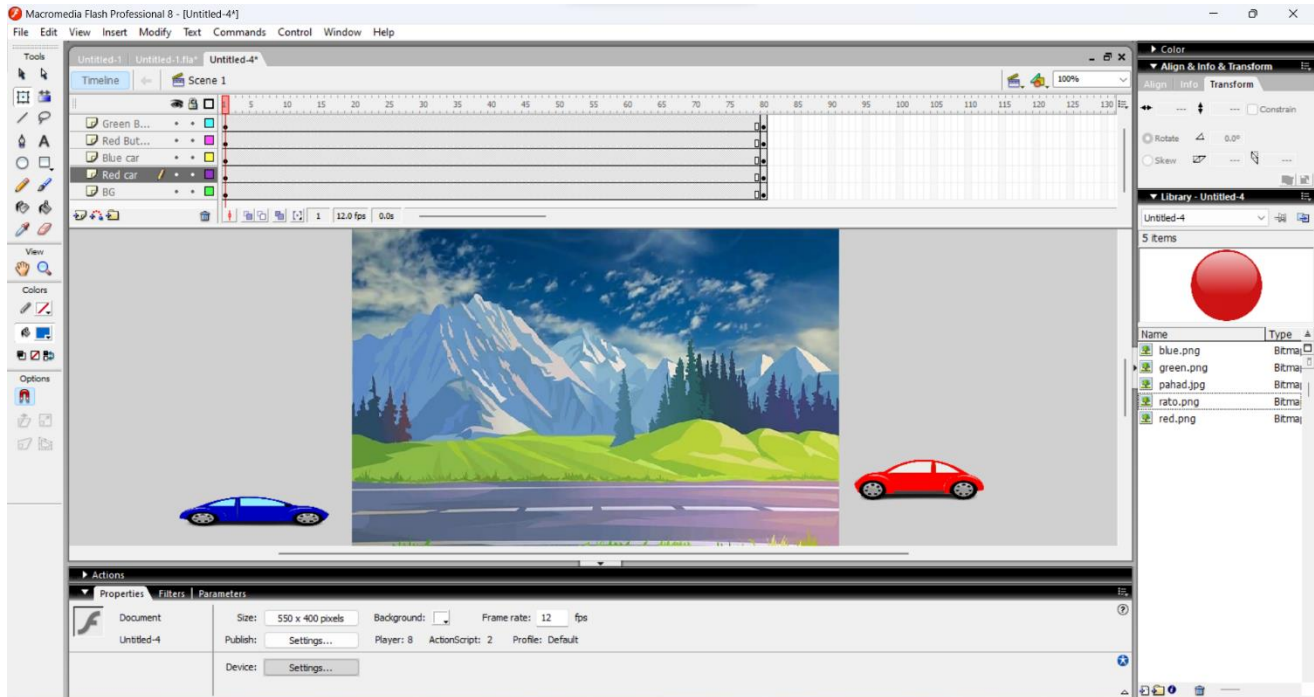 Macromedia Flash Professional 8 - [Untitled-4*]
File Edit View Insert Modify Text Commands Control Window Help
Tools
View
Colors
Options
Untitled-1 Untitled-1.fla* Untitled-4*
Timeline Scene 1 100%
1 5 10 15 20 25 30 35 40 45 50 55 60 65 70 75 80 85 90 95 100 105 110 115 120 125 130
Green B...
Red But...
Blue car
Red car
BG
1 12.0 fps 0.0s
Actions
Properties Filters Parameters
Document Size: 550 x 400 pixels Background: Frame rate: 12 fps
Untitled-4 Publish: Settings... Player: 8 ActionScript: 2 Profile: Default
Device: Settings...
Color
Align & Info & Transform
Align Info Transform
--- --- Constrain
Rotate 0.0°
Skew --- ---
Library - Untitled-4
Untitled-4
5 items
Name Type
blue.png Bitma
green.png Bitma
pahad.jpg Bitma
rato.png Bitma
red.png Bitma